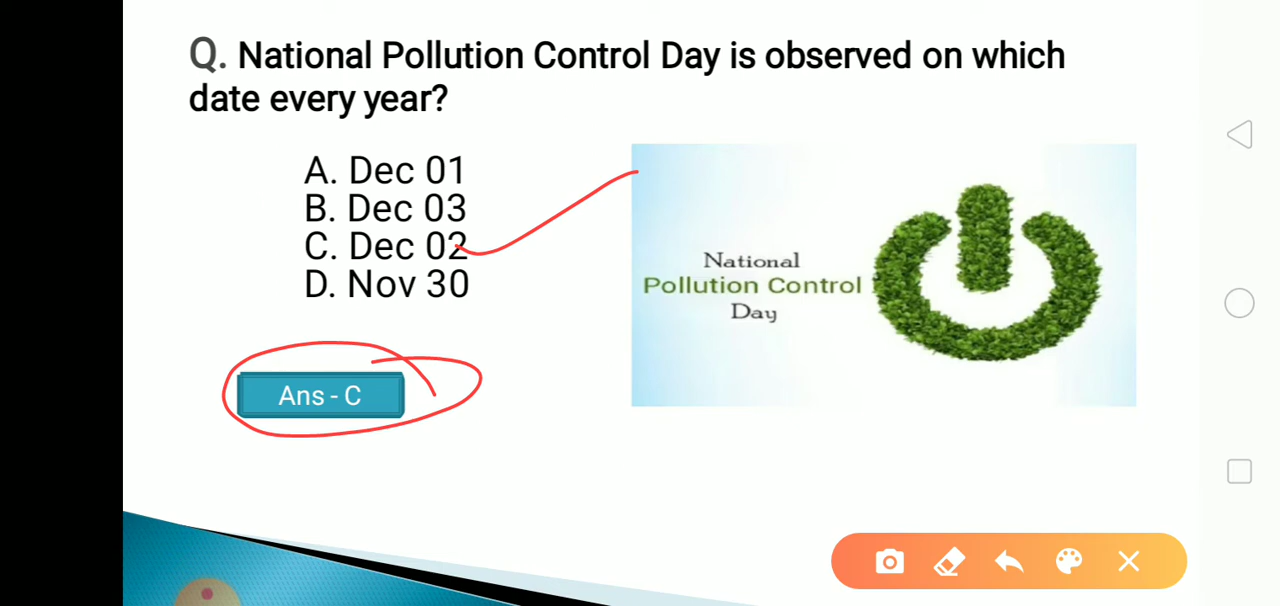 Q. National Pollution Control Day is observed on which
date every year?
A. Dec 01
B. Dec 03
C. Dec 02
D. Nov 30
National
Pollution Control
Day
Ans - C